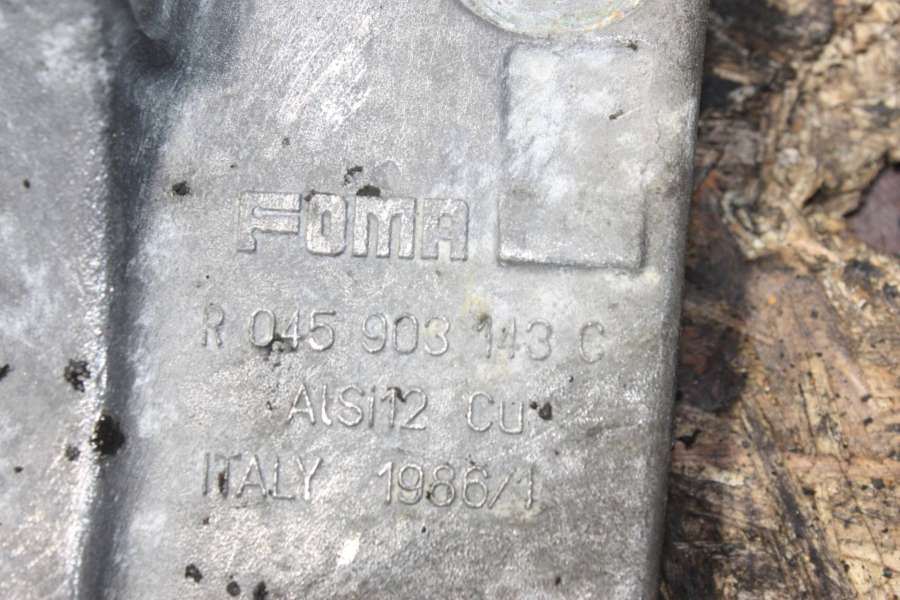 FOMA
R 045 903 143 C
AlSi12 Cu
ITALY 1986/1